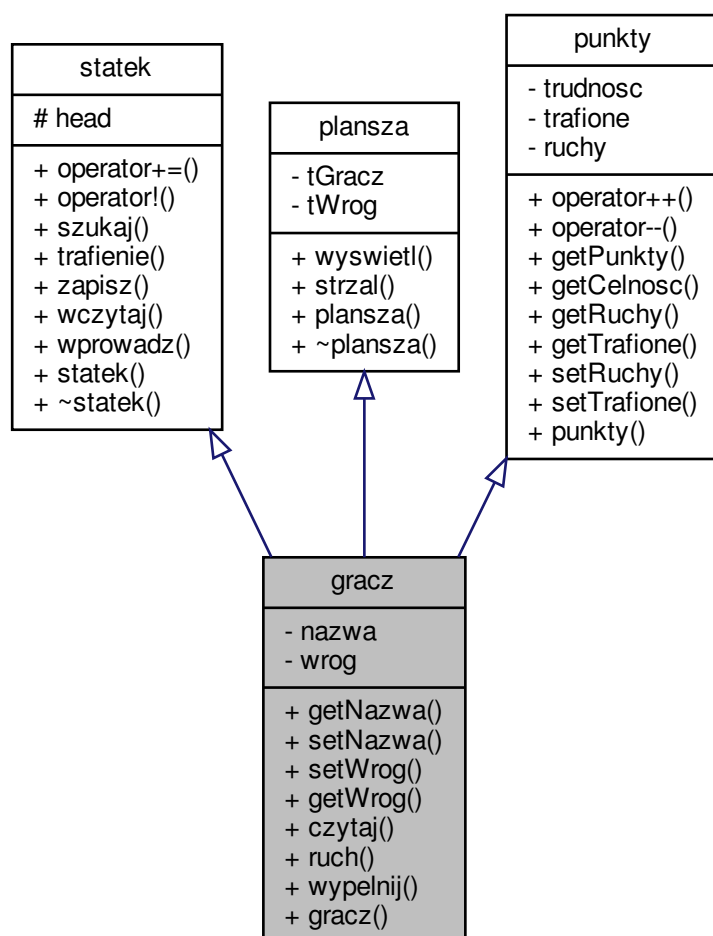 statek
# head
+ operator+=()
+ operator!()
+ szukaj()
+ trafienie()
+ zapisz()
+ wczytaj()
+ wprowadz()
+ statek()
+ ~statek()
plansza
- tGracz
- tWrog
+ wyswietl()
+ strzal()
+ plansza()
+ ~plansza()
punkty
- trudnosc
- trafione
- ruchy
+ operator++()
+ operator--()
+ getPunkty()
+ getCelnosc()
+ getRuchy()
+ getTrafione()
+ setRuchy()
+ setTrafione()
+ punkty()
gracz
- nazwa
- wrog
+ getNazwa()
+ setNazwa()
+ setWrog()
+ getWrog()
+ czytaj()
+ ruch()
+ wypelnij()
+ gracz()